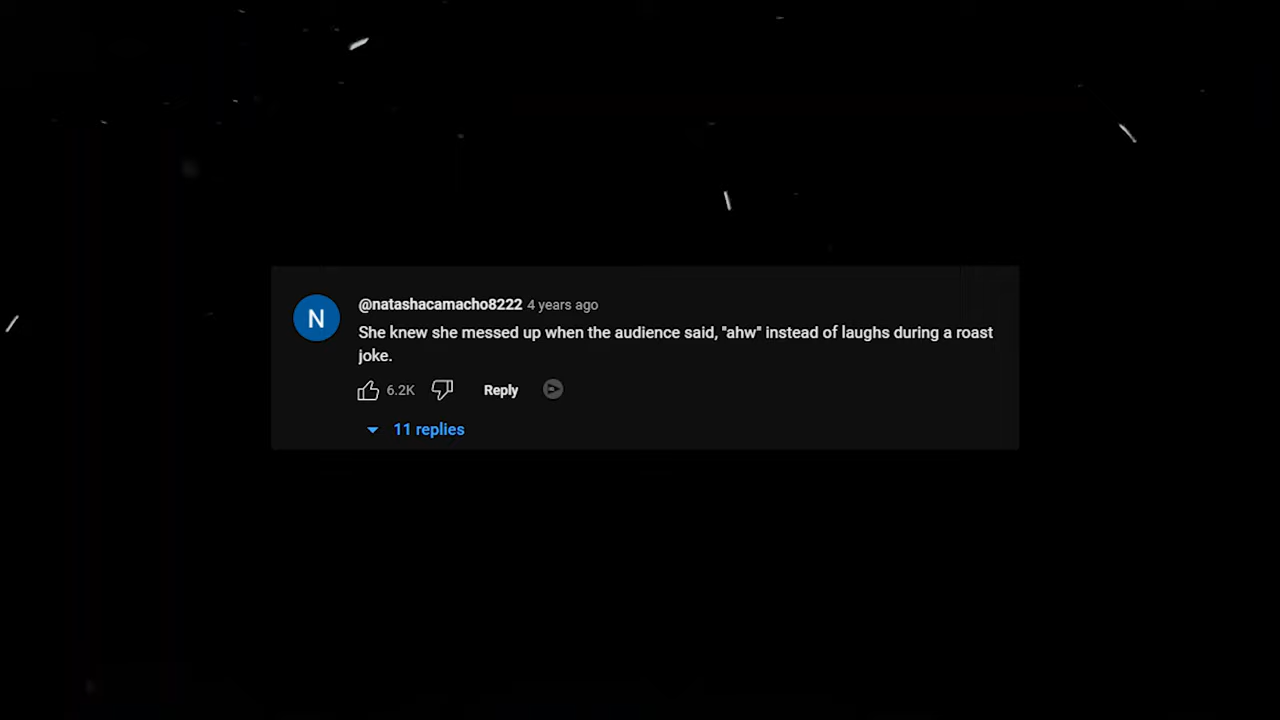 N
@natashacamacho8222 4 years ago
She knew she messed up when the audience said, "ahw" instead of laughs during a roast
joke.
6.2K Reply
11 replies